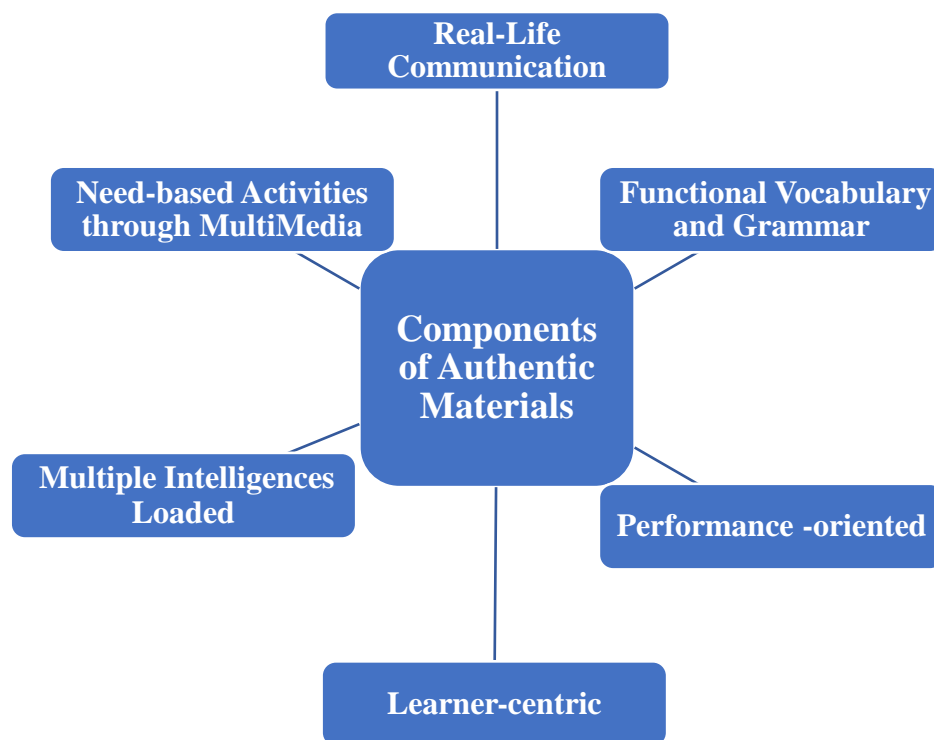 Real-Life
Communication
Need-based Activities
through MultiMedia
Functional Vocabulary
and Grammar
Components
of Authentic
Materials
Multiple Intelligences
Loaded
Performance -oriented
Learner-centric